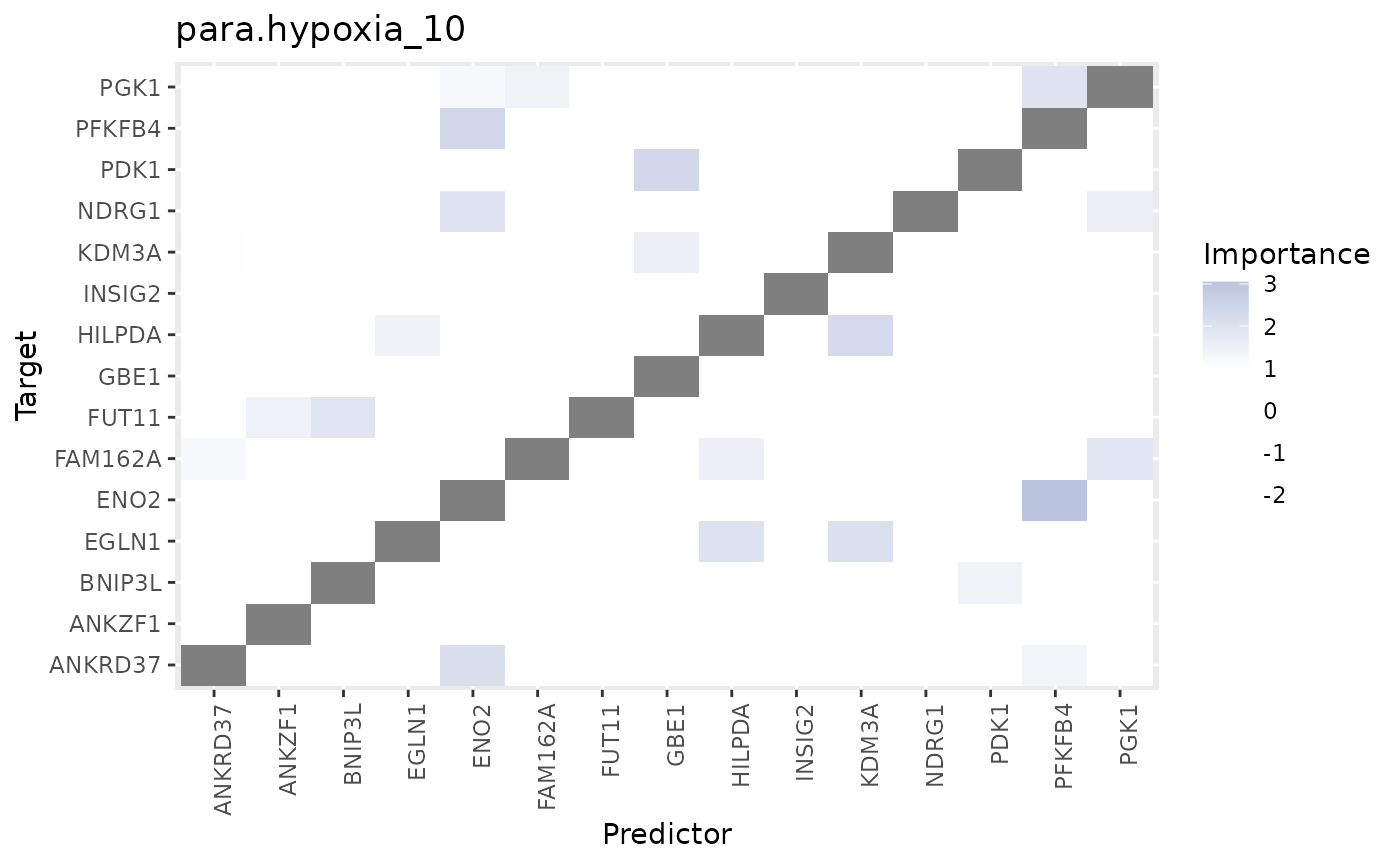 para.hypoxia_10
Target
PGK1
PFKFB4
PDK1
NDRG1
KDM3A
INSIG2
HILPDA
GBE1
FUT11
FAM162A
ENO2
EGLN1
BNIP3L
ANKZF1
ANKRD37
ANKRD37
ANKZF1
BNIP3L
EGLN1
ENO2
FAM162A
FUT11
GBE1
HILPDA
INSIG2
KDM3A
NDRG1
PDK1
PFKFB4
PGK1
Predictor
Importance
3
2
1
0
-1
-2